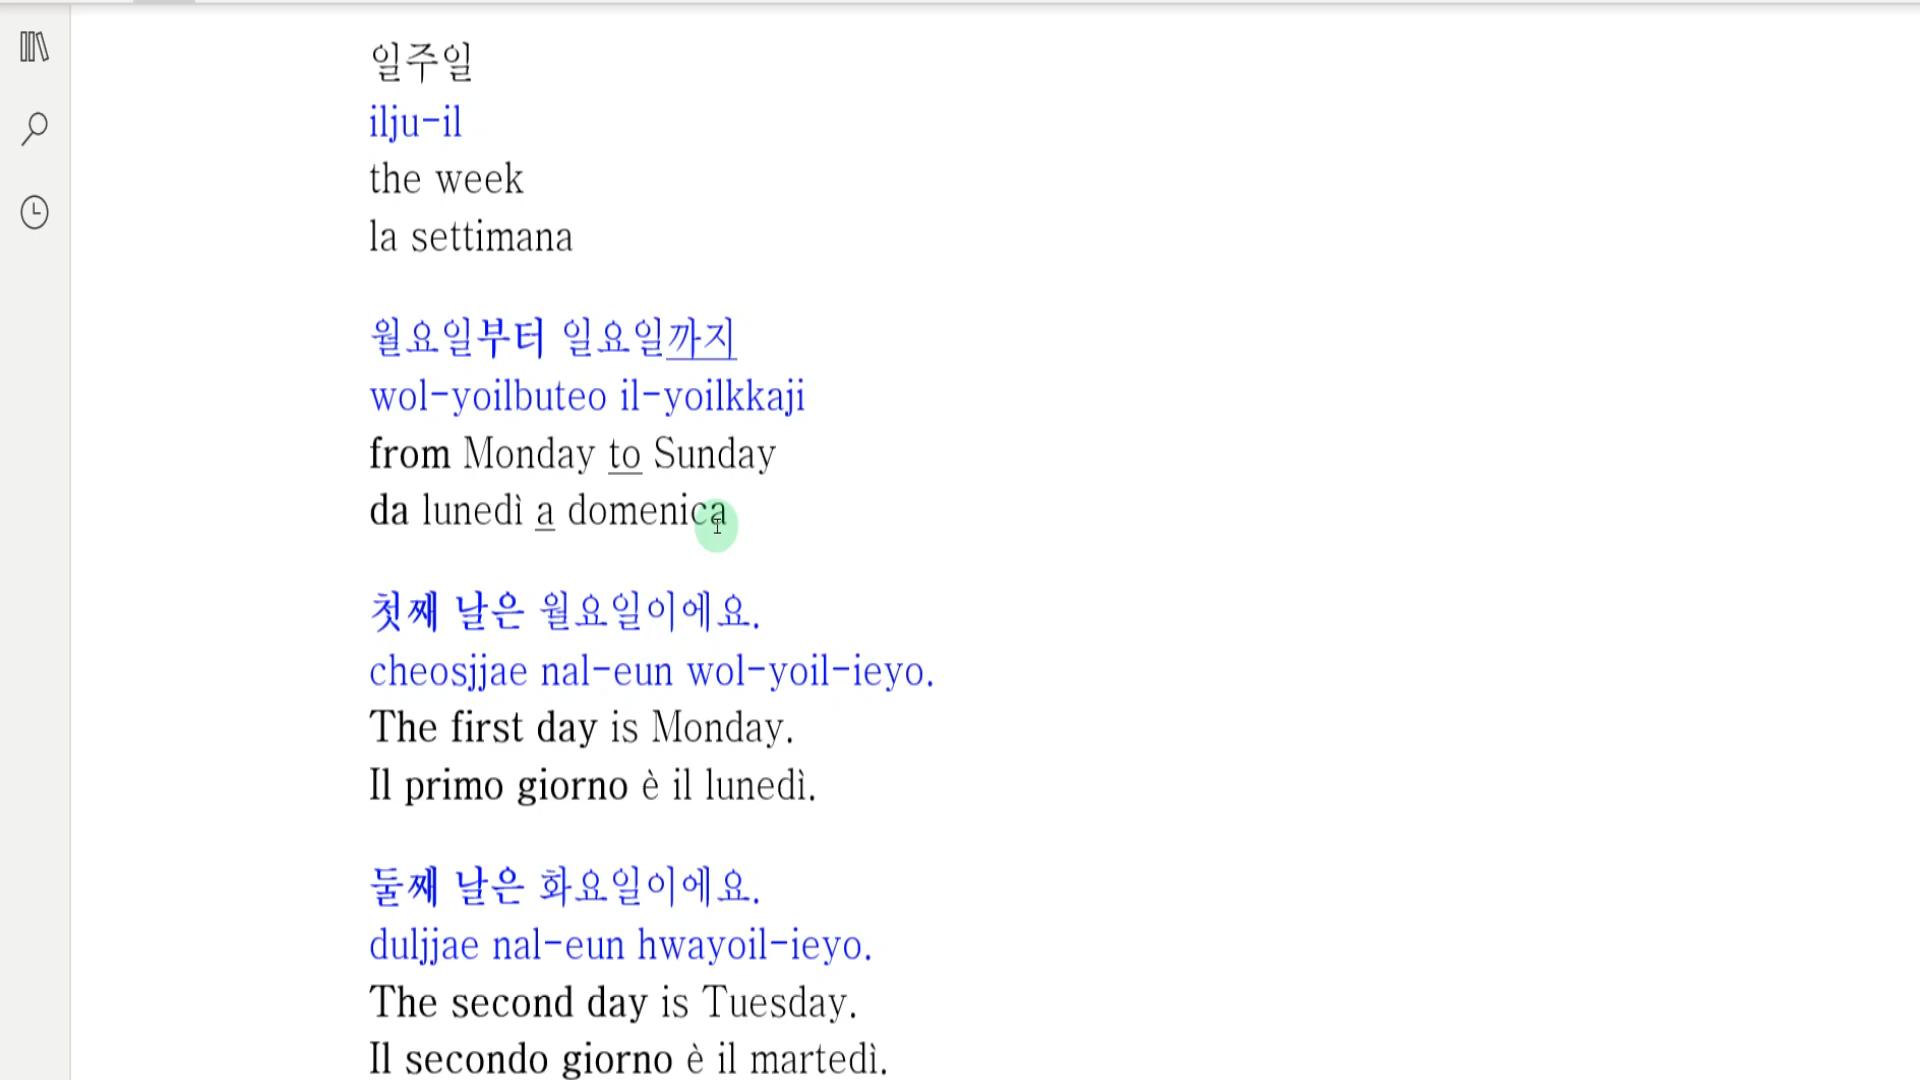 일주일
ilju-il
the week
la settimana
월요일부터 일요일까지
wol-yoilbuteo il-yoilkkaji
from Monday to Sunday
da lunedì a domenica
첫째 날은 월요일이에요.
cheosjjae nal-eun wol-yoil-ieyo.
The first day is Monday.
Il primo giorno è il lunedì.
둘째 날은 화요일이에요.
duljjae nal-eun hwayoil-ieyo.
The second day is Tuesday.
Il secondo giorno è il martedì.